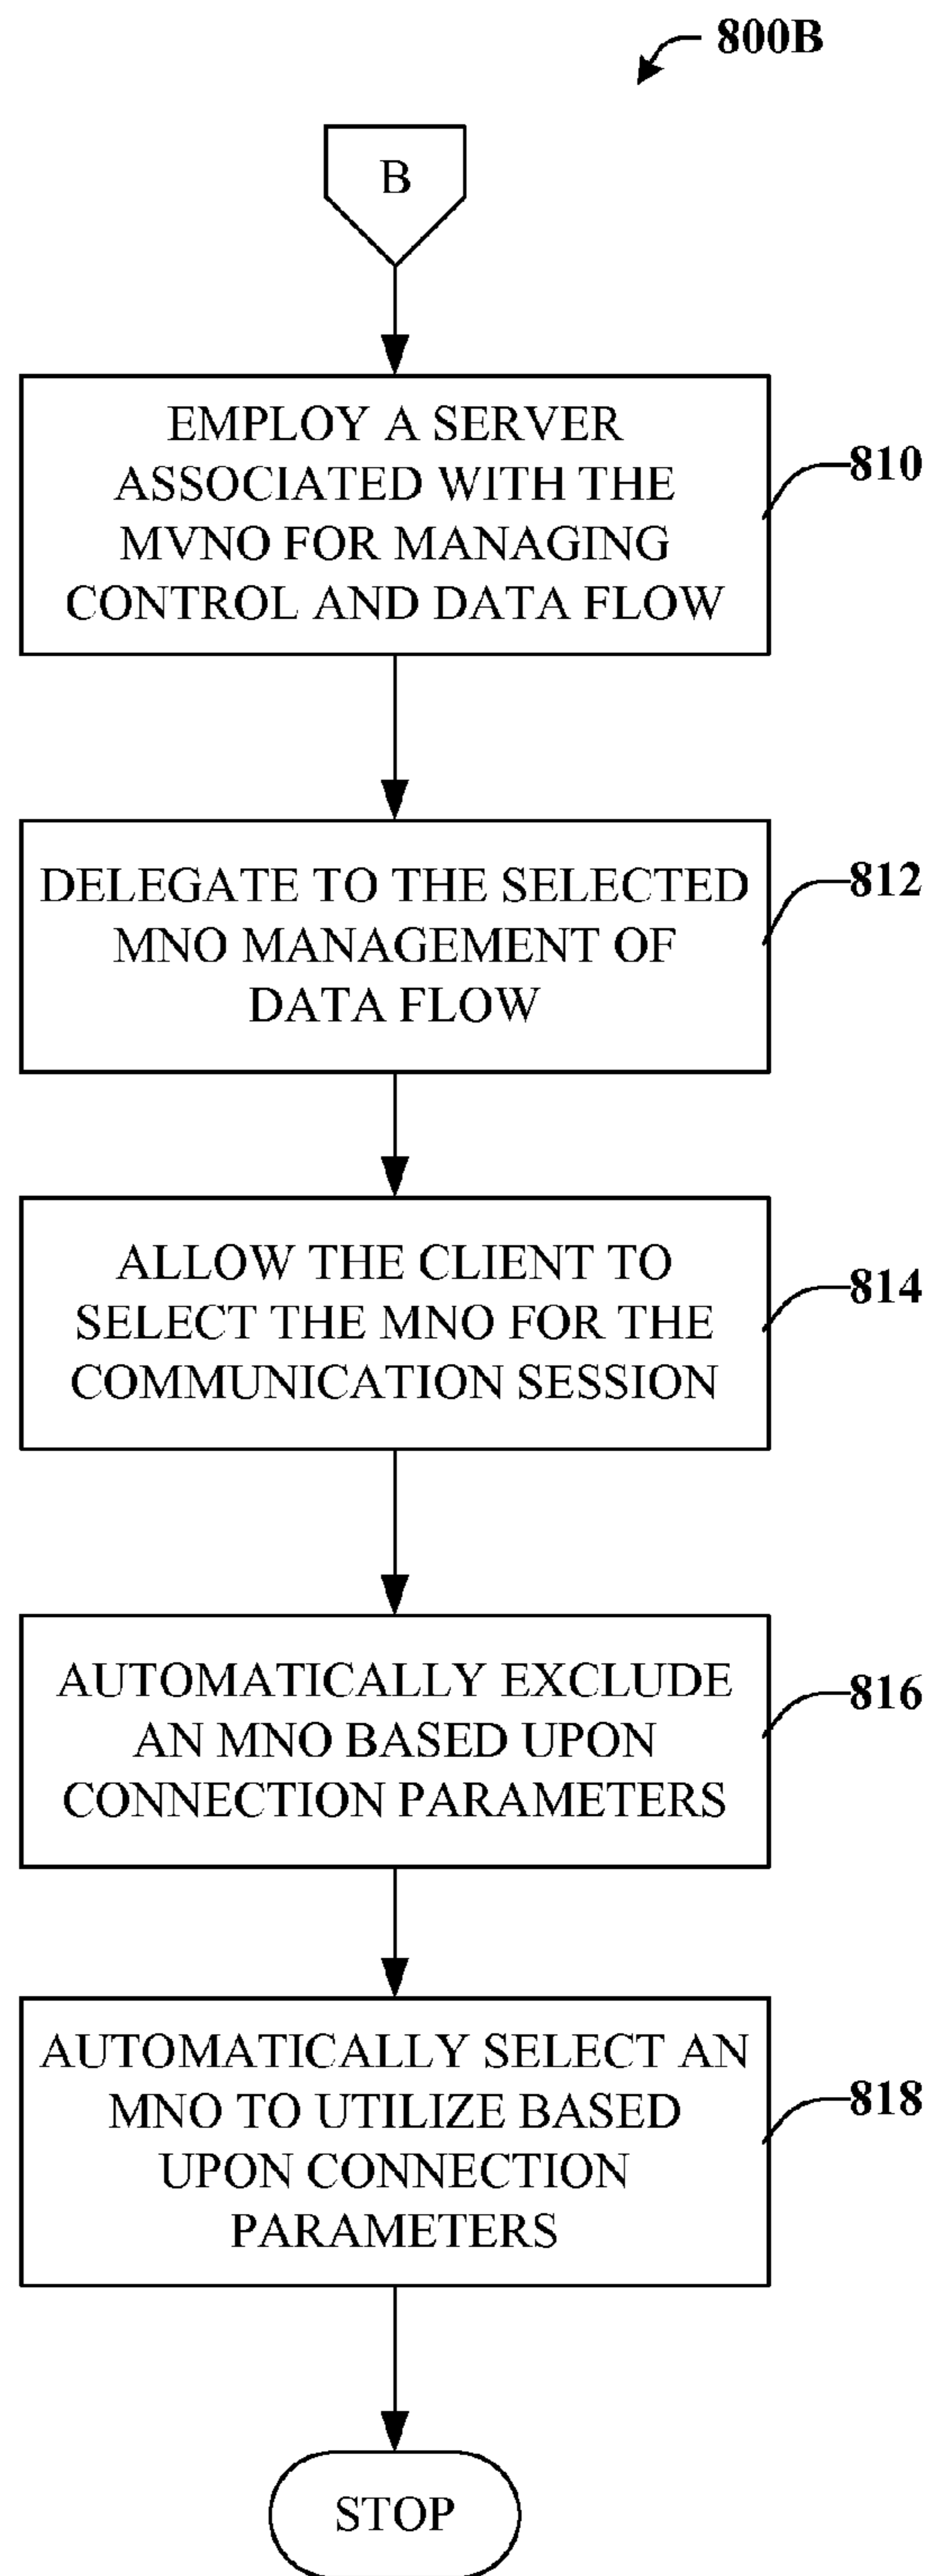 800B
B
EMPLOY A SERVER
ASSOCIATED WITH THE
MVNO FOR MANAGING
CONTROL AND DATA FLOW
810
DELEGATE TO THE SELECTED
MNO MANAGEMENT OF
DATA FLOW
812
ALLOW THE CLIENT TO
SELECT THE MNO FOR THE
COMMUNICATION SESSION
814
AUTOMATICALLY EXCLUDE
AN MNO BASED UPON
CONNECTION PARAMETERS
816
AUTOMATICALLY SELECT AN
MNO TO UTILIZE BASED
UPON CONNECTION
PARAMETERS
818
STOP